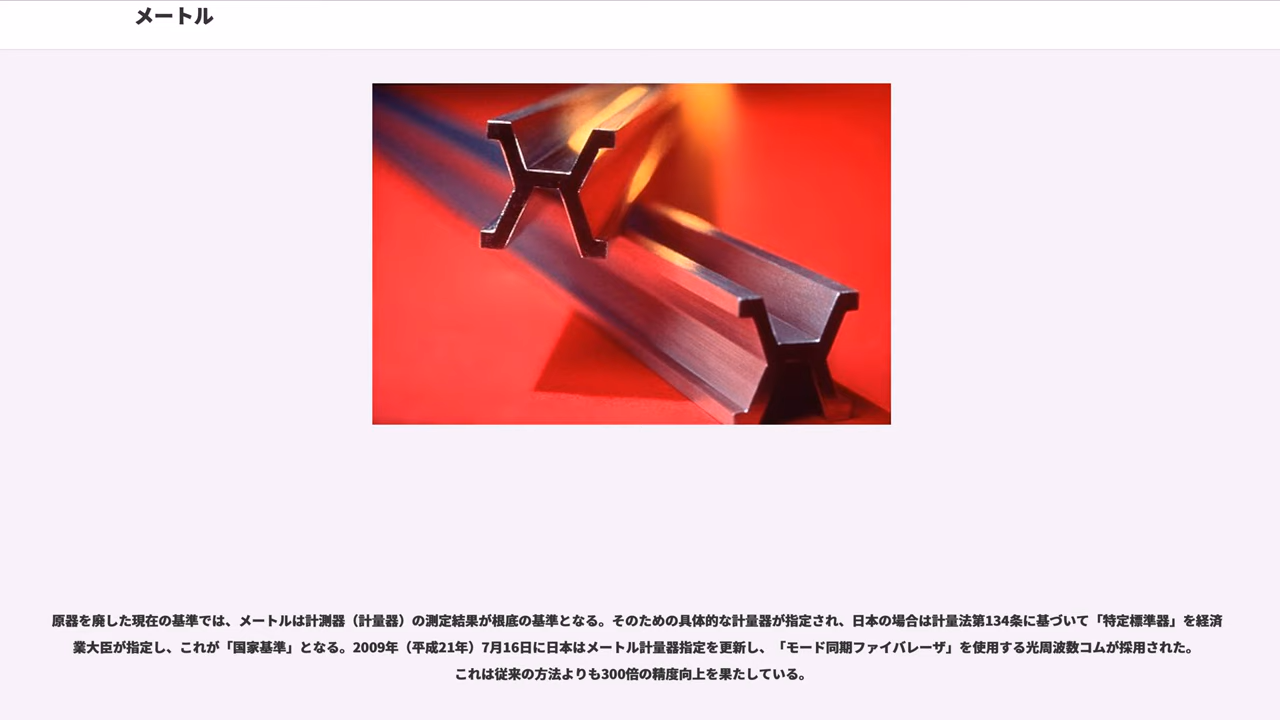 メートル
原器を廃した現在の基準では、メートルは計測器（計量器）の測定結果が根底の基準となる。そのための具体的な計量器が指定され、日本の場合は計量法第134条に基づいて「特定標準器」を経済
業大臣が指定し、これが「国家基準」となる。2009年（平成21年）7月16日に日本はメートル計量器指定を更新し、「モード同期ファイバレーザ」を使用する光周波数コムが採用された。
これは従来の方法よりも300倍の精度向上を果たしている。